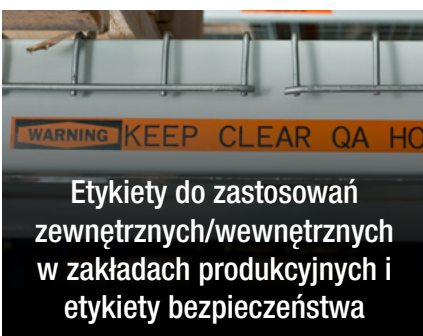 WARNING KEEP CLEAR QA HO
Etykiety do zastosowań
zewnętrznych/wewnętrznych
w zakładach produkcyjnych i
etykiety bezpieczeństwa